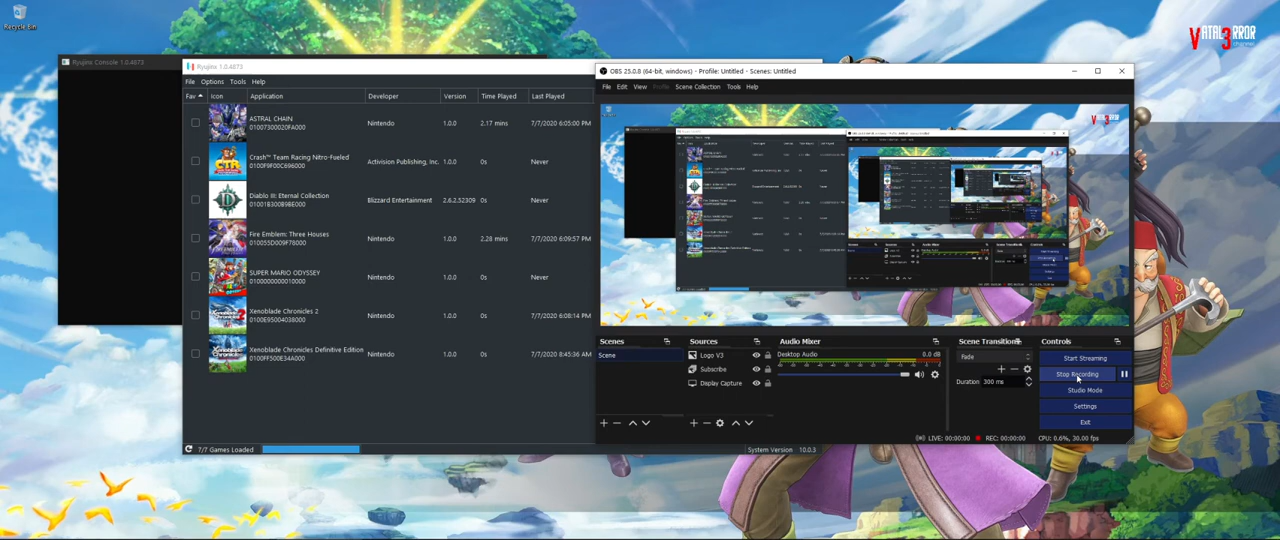 Recycle Bin
VATAL3RROR
channel
Ryujinx Console 1.0.4873
Ryujinx 1.0.4873
File Options Tools Help
Fav Icon Application Developer Version Time Played Last Played
ASTRAL CHAIN
01007300020FA000
Nintendo 1.0.0 2.17 mins 7/7/2020 6:05:00 PM
Crash™ Team Racing Nitro-Fueled
0100F9F00C696000
Activision Publishing, Inc. 1.0.0 0s Never
Diablo III: Eternal Collection
01001B300B9BE000
Blizzard Entertainment 2.6.2.52309 0s Never
Fire Emblem: Three Houses
010055D009F78000
Nintendo 1.0.0 2.28 mins 7/7/2020 6:09:57 PM
SUPER MARIO ODYSSEY
0100000000010000
Nintendo 1.0.0 0s Never
Xenoblade Chronicles 2
0100E95004038000
Nintendo 1.0.0 0s 7/7/2020 6:08:14 PM
Xenoblade Chronicles Definitive Edition
0100FF500E34A000
Nintendo 1.0.0 0s 7/7/2020 8:45:36 AM
7/7 Games Loaded
System Version 10.0.3
OBS 25.0.8 (64-bit, windows) - Profile: Untitled - Scenes: Untitled
File Edit View Profile Scene Collection Tools Help
Scenes
Scene
Sources
Logo V3
Subscribe
Display Capture
Audio Mixer
Desktop Audio 0.0 dB
Scene Transitions
Fade
Duration 300 ms
Controls
Start Streaming
Stop Recording
Studio Mode
Settings
Exit
LIVE: 00:00:00 REC: 00:00:00 CPU: 0.6%, 30.00 fps